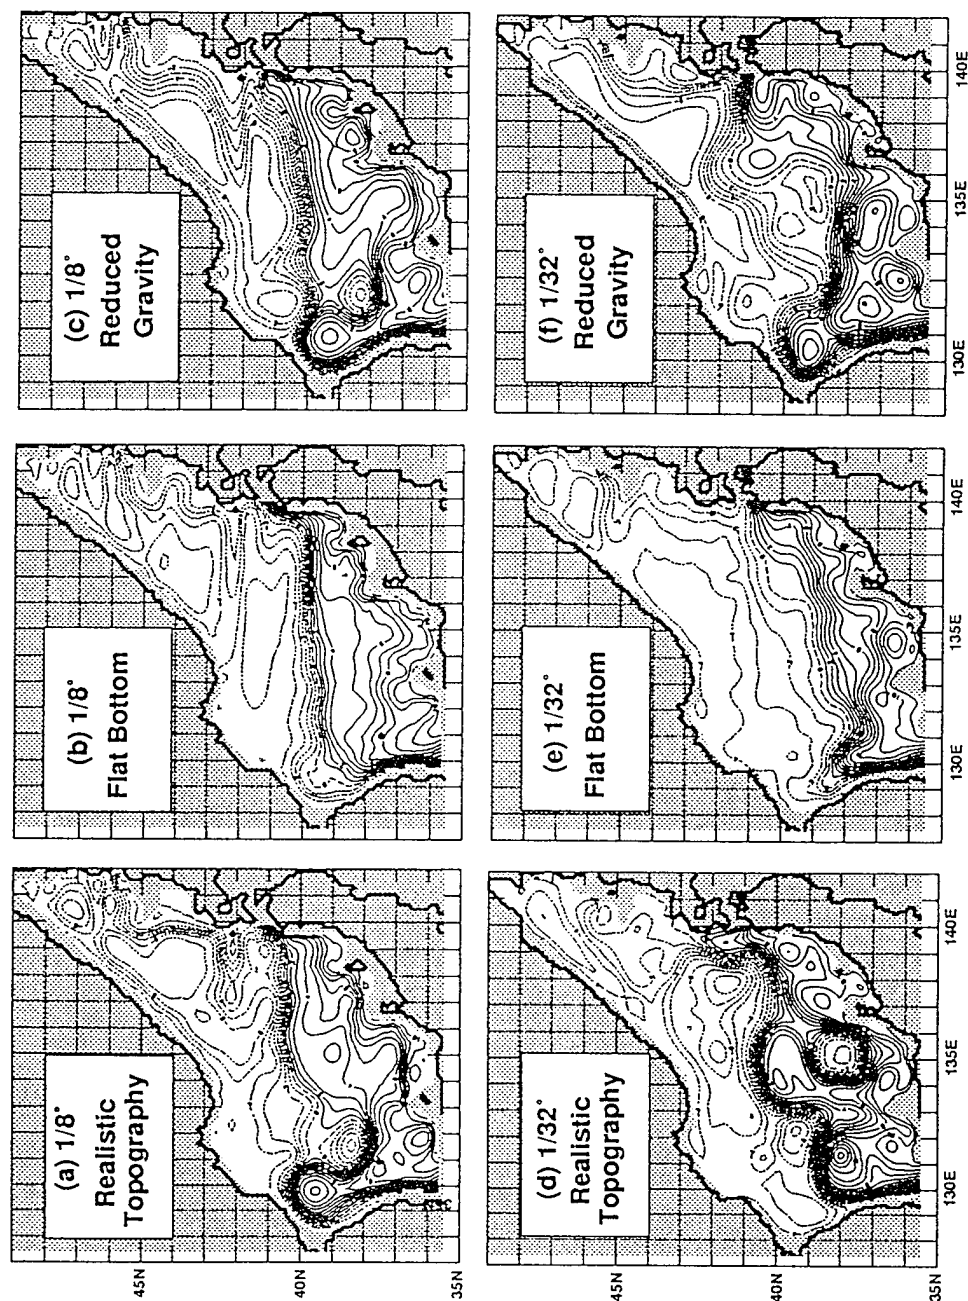 (a) 1/8°
Realistic
Topography
(b) 1/8°
Flat Bottom
(c) 1/8°
Reduced
Gravity
45N
40N
35N
(d) 1/32°
Realistic
Topography
(e) 1/32°
Flat Bottom
(f) 1/32°
Reduced
Gravity
45N
40N
35N
130E
135E
140E
130E
135E
140E
130E
135E
140E